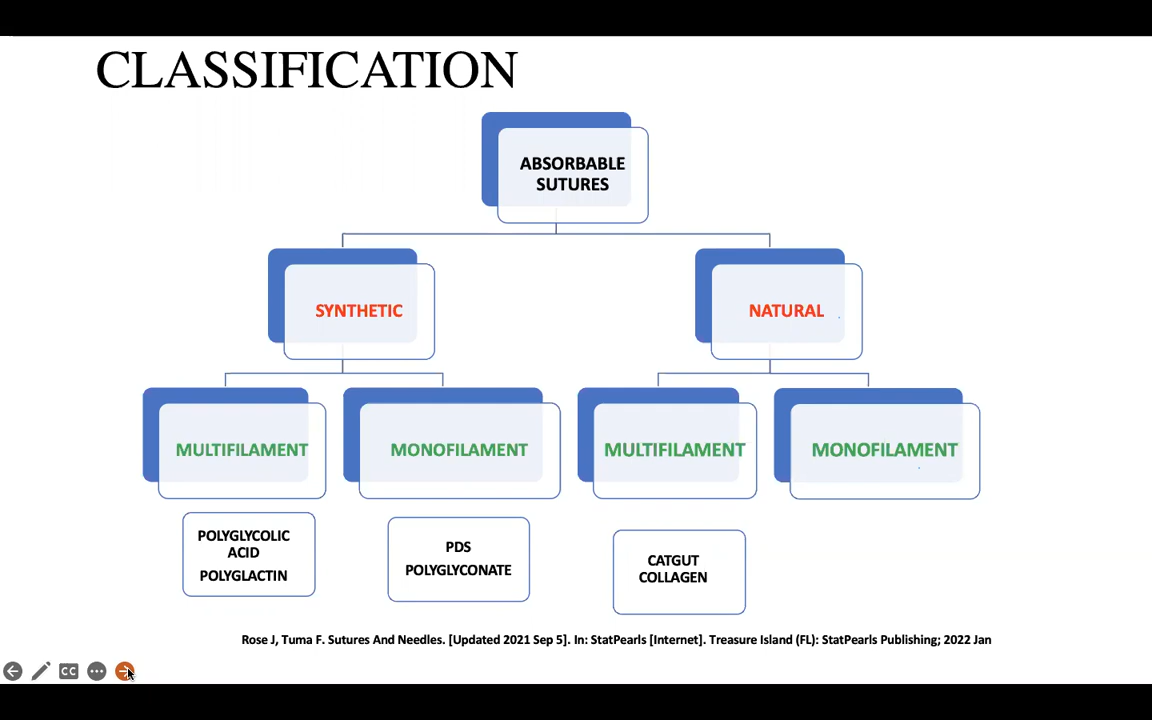 CLASSIFICATION
ABSORBABLE
SUTURES
SYNTHETIC
NATURAL
MULTIFILAMENT
MONOFILAMENT
MULTIFILAMENT
MONOFILAMENT
POLYGLYCOLIC
ACID
POLYGLACTIN
PDS
POLYGLYCONATE
CATGUT
COLLAGEN
Rose J, Tuma F. Sutures And Needles. [Updated 2021 Sep 5]. In: StatPearls [Internet]. Treasure Island (FL): StatPearls Publishing; 2022 Jan
CC